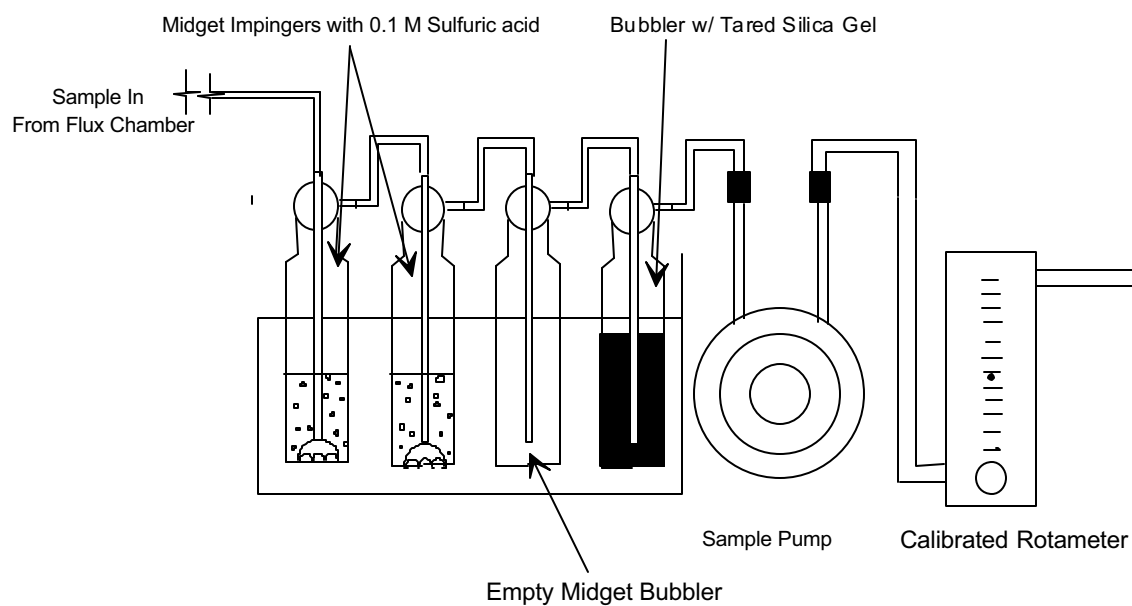 Midget Impingers with 0.1 M Sulfuric acid
Bubbler w/ Tared Silica Gel
Sample In
From Flux Chamber
Sample Pump
Calibrated Rotameter
Empty Midget Bubbler